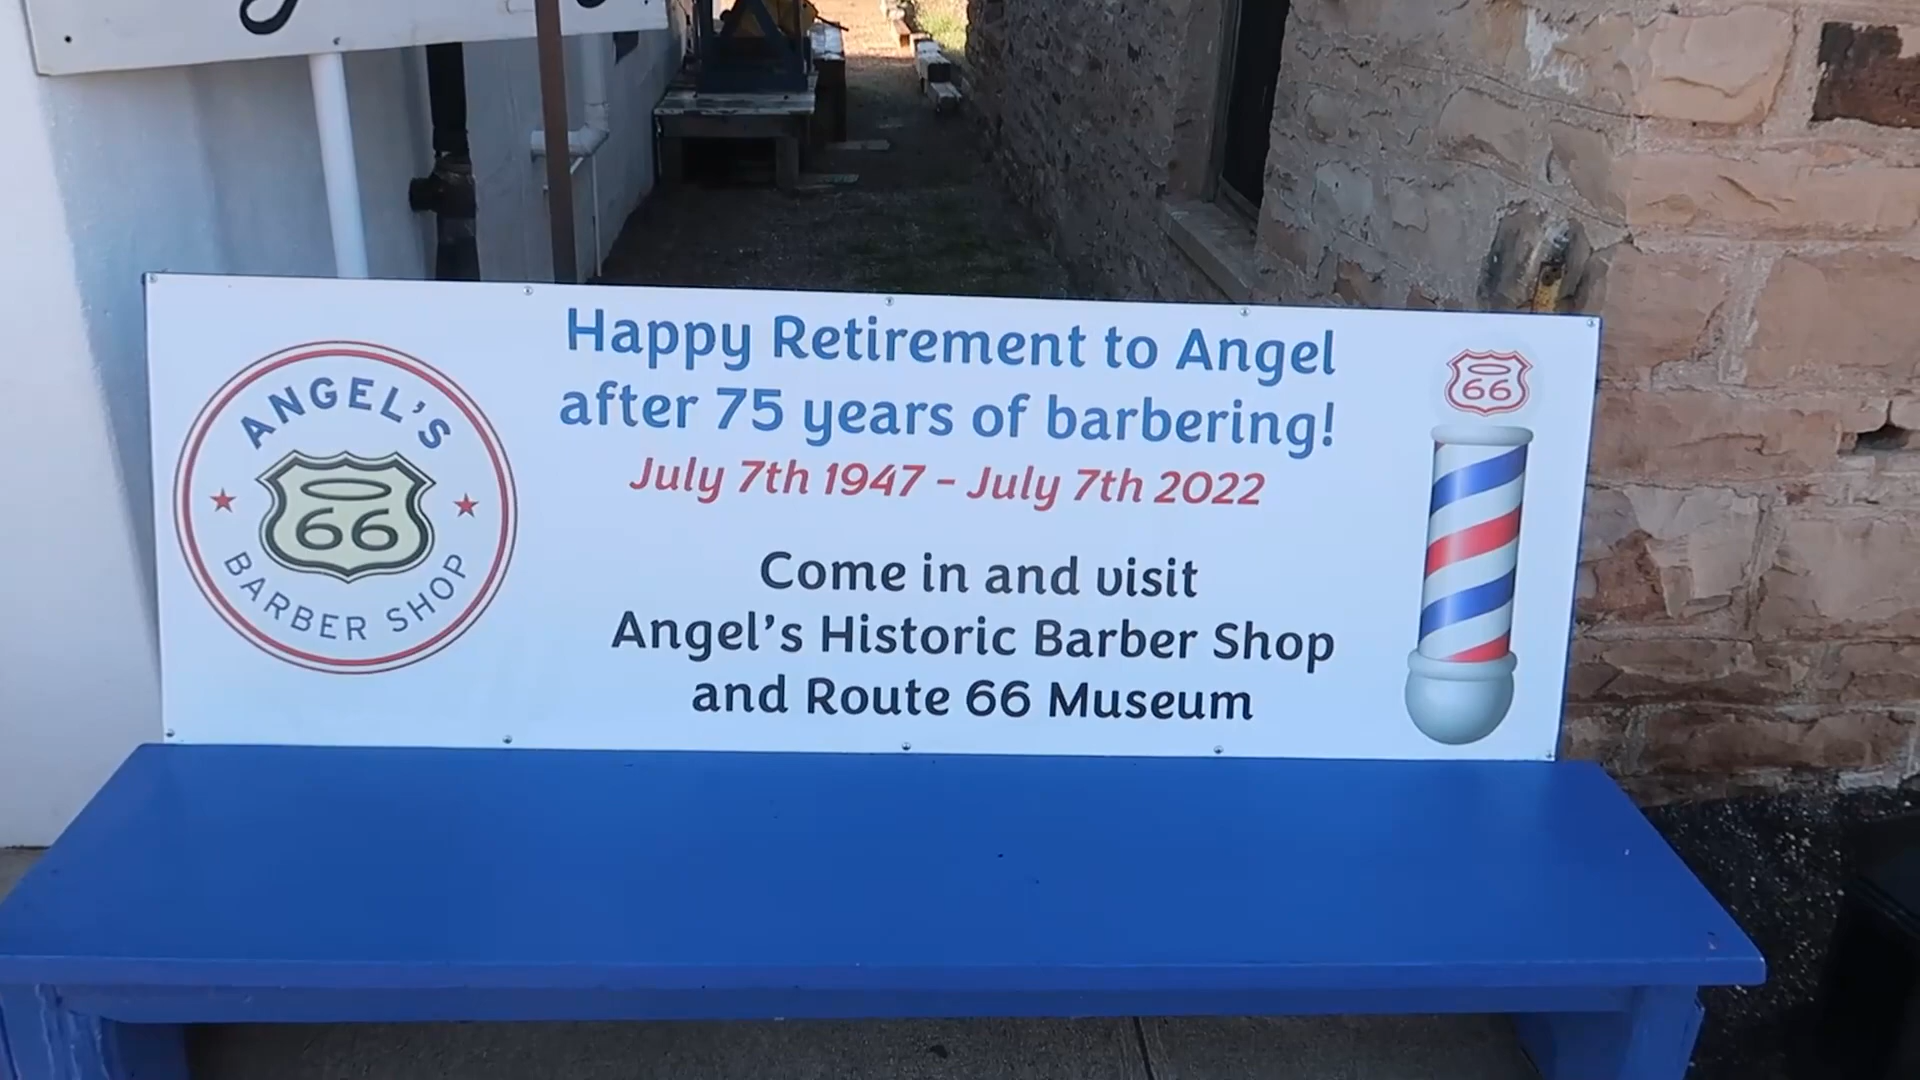 ANGEL'S
66
BARBER SHOP
Happy Retirement to Angel
after 75 years of barbering!
July 7th 1947 - July 7th 2022
Come in and visit
Angel's Historic Barber Shop
and Route 66 Museum
66